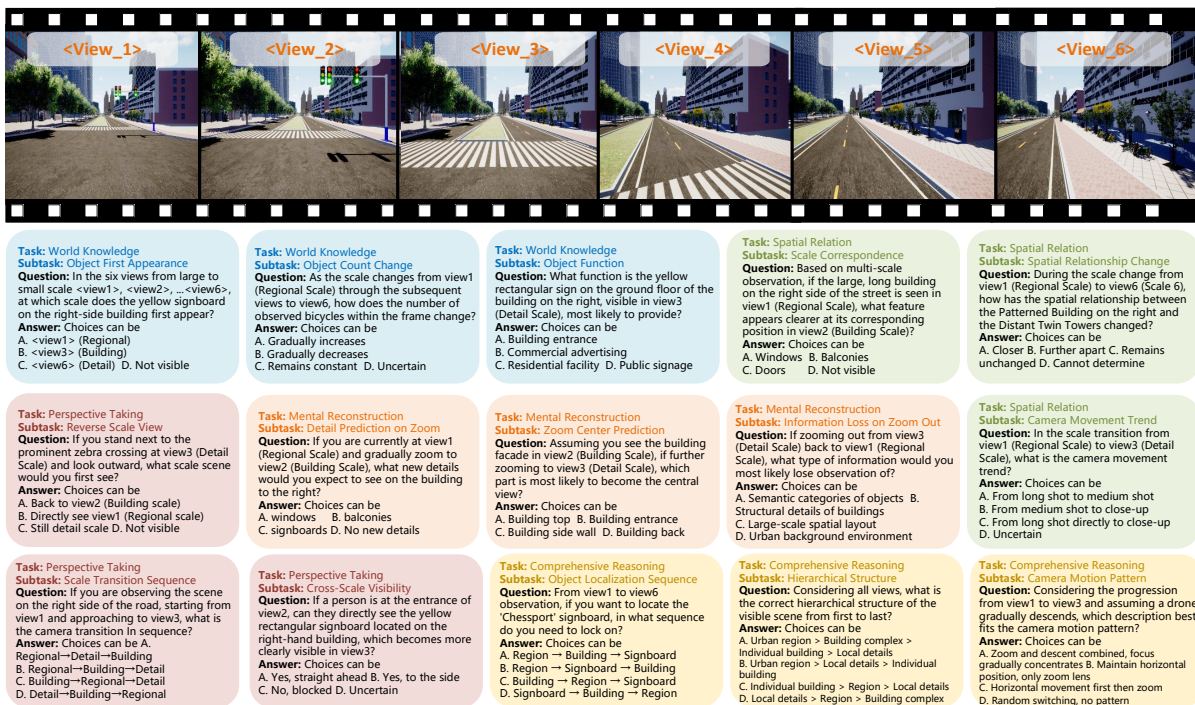 <View_1>
<View_2>
<View_3>
<View_4>
<View_5>
<View_6>
Task: World Knowledge
Subtask: Object First Appearance
Question: In the six views from large to
small scale <view1>, <view2>, ...<view6>,
at which scale does the yellow signboard
on the right-side building first appear?
Answer: Choices can be
A. <view1> (Regional)
B. <view3> (Building)
C. <view6> (Detail) D. Not visible
Task: World Knowledge
Subtask: Object Count Change
Question: As the scale changes from view1
(Regional Scale) through the subsequent
views to view6, how does the number of
observed bicycles within the frame change?
Answer: Choices can be
A. Gradually increases
B. Gradually decreases
C. Remains constant D. Uncertain
Task: World Knowledge
Subtask: Object Function
Question: What function is the yellow
rectangular sign on the ground floor of the
building on the right, visible in view3
(Detail Scale), most likely to provide?
Answer: Choices can be
A. Building entrance
B. Commercial advertising
C. Residential facility D. Public signage
Task: Spatial Relation
Subtask: Scale Correspondence
Question: Based on multi-scale
observation, if the large, long building
on the right side of the street is seen in
view1 (Regional Scale), what feature
appears clearer at its corresponding
position in view2 (Building Scale)?
Answer: Choices can be
A. Windows B. Balconies
C. Doors D. Not visible
Task: Spatial Relation
Subtask: Spatial Relationship Change
Question: During the scale change from
view1 (Regional Scale) to view6 (Scale 6),
how has the spatial relationship between
the Patterned Building on the right and
the Distant Twin Towers changed?
Answer: Choices can be
A. Closer B. Further apart C. Remains
unchanged D. Cannot determine
Task: Perspective Taking
Subtask: Reverse Scale View
Question: If you stand next to the
prominent zebra crossing at view3 (Detail
Scale) and look outward, what scale scene
would you first see?
Answer: Choices can be
A. Back to view2 (Building scale)
B. Directly see view1 (Regional scale)
C. Still detail scale D. Not visible
Task: Mental Reconstruction
Subtask: Detail Prediction on Zoom
Question: If you are currently at view1
(Regional Scale) and gradually zoom to
view2 (Building Scale), what new details
would you expect to see on the building
to the right?
Answer: Choices can be
A. windows B. balconies
C. signboards D. No new details
Task: Mental Reconstruction
Subtask: Zoom Center Prediction
Question: Assuming you see the building
facade in view2 (Building Scale), if further
zooming to view3 (Detail Scale), which
part is most likely to become the central
view?
Answer: Choices can be
A. Building top B. Building entrance
C. Building side wall D. Building back
Task: Mental Reconstruction
Subtask: Information Loss on Zoom Out
Question: If zooming out from view3
(Detail Scale) back to view1 (Regional
Scale), what type of information would you
most likely lose observation of?
Answer: Choices can be
A. Semantic categories of objects B.
Structural details of buildings
C. Large-scale spatial layout
D. Urban background environment
Task: Spatial Relation
Subtask: Camera Movement Trend
Question: In the scale transition from
view1 (Regional Scale) to view3 (Detail
Scale), what is the camera movement
trend?
Answer: Choices can be
A. From long shot to medium shot
B. From medium shot to close-up
C. From long shot directly to close-up
D. Uncertain
Task: Perspective Taking
Subtask: Scale Transition Sequence
Question: If you are observing the scene
on the right side of the road, starting from
view1 and approaching to view3, what is
the camera transition In sequence?
Answer: Choices can be A.
Regional→Detail→Building
B. Regional→Building→Detail
C. Building→Regional→Detail
D. Detail→Building→Regional
Task: Perspective Taking
Subtask: Cross-Scale Visibility
Question: If a person is at the entrance of
view2, can they directly see the yellow
rectangular signboard located on the
right-hand building, which becomes more
clearly visible in view3?
Answer: Choices can be
A. Yes, straight ahead B. Yes, to the side
C. No, blocked D. Uncertain
Task: Comprehensive Reasoning
Subtask: Object Localization Sequence
Question: From view1 to view6
observation, if you want to locate the
'Chessport' signboard, in what sequence
do you need to lock on?
Answer: Choices can be
A. Region → Building → Signboard
B. Region → Signboard → Building
C. Building → Region → Signboard
D. Signboard → Building → Region
Task: Comprehensive Reasoning
Subtask: Hierarchical Structure
Question: Considering all views, what is
the correct hierarchical structure of the
visible scene from first to last?
Answer: Choices can be
A. Urban region > Building complex >
Individual building > Local details
B. Urban region > Local details > Individual
building
C. Individual building > Region > Local details
D. Local details > Region > Building complex
Task: Comprehensive Reasoning
Subtask: Camera Motion Pattern
Question: Considering the progression
from view1 to view3 and assuming a drone
gradually descends, which description best
fits the camera motion pattern?
Answer: Choices can be
A. Zoom and descent combined, focus
gradually concentrates B. Maintain horizontal
position, only zoom lens
C. Horizontal movement first then zoom
D. Random switching, no pattern